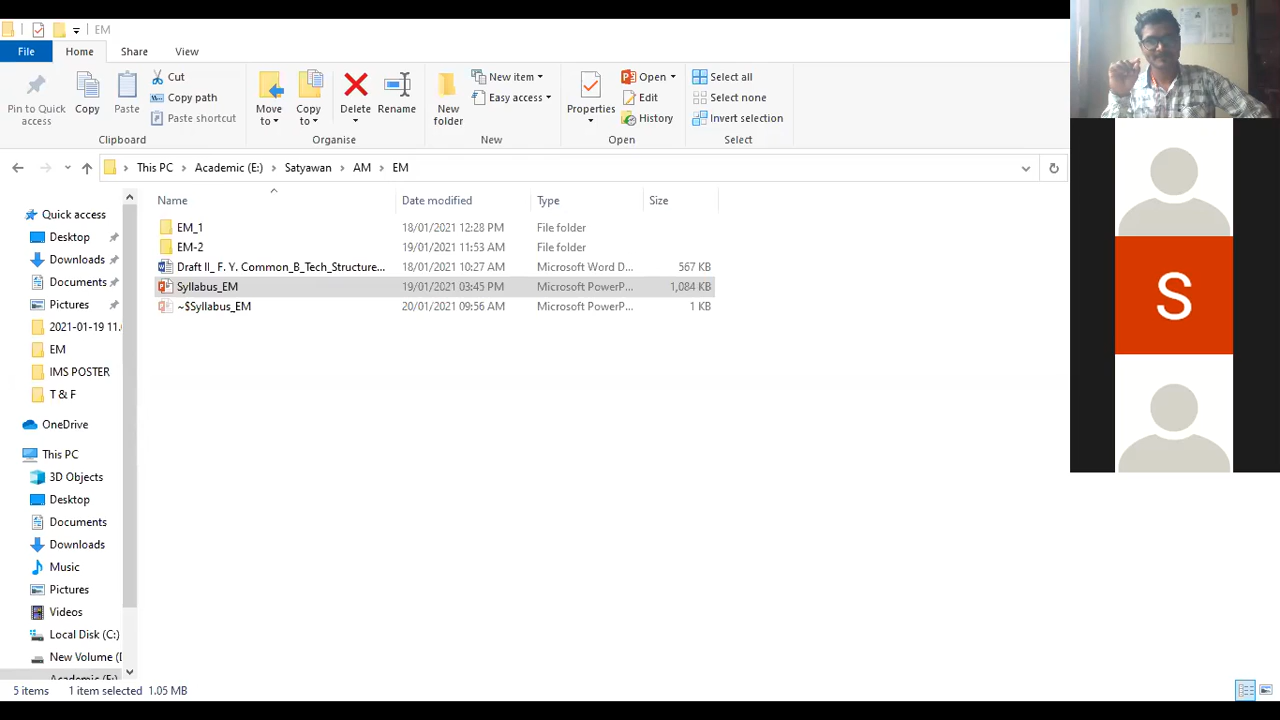 EM
File Home Share View
Pin to Quick access
Copy
Paste
Cut
Copy path
Paste shortcut
Move to
Copy to
Delete
Rename
New folder
New item
Easy access
Properties
Open
Edit
History
Select all
Select none
Invert selection
Clipboard Organise New Open Select
This PC Academic (E:) Satyawan AM EM
Name Date modified Type Size
EM_1 18/01/2021 12:28 PM File folder
EM-2 19/01/2021 11:53 AM File folder
Draft II_ F. Y. Common_B_Tech_Structure... 18/01/2021 10:27 AM Microsoft Word D... 567 KB
Syllabus_EM 19/01/2021 03:45 PM Microsoft PowerP... 1,084 KB
~$Syllabus_EM 20/01/2021 09:56 AM Microsoft PowerP... 1 KB
Quick access
Desktop
Downloads
Documents
Pictures
2021-01-19 11.
EM
IMS POSTER
T & F
OneDrive
This PC
3D Objects
Desktop
Documents
Downloads
Music
Pictures
Videos
Local Disk (C:)
New Volume (D
Academic (E:)
S
5 items 1 item selected 1.05 MB